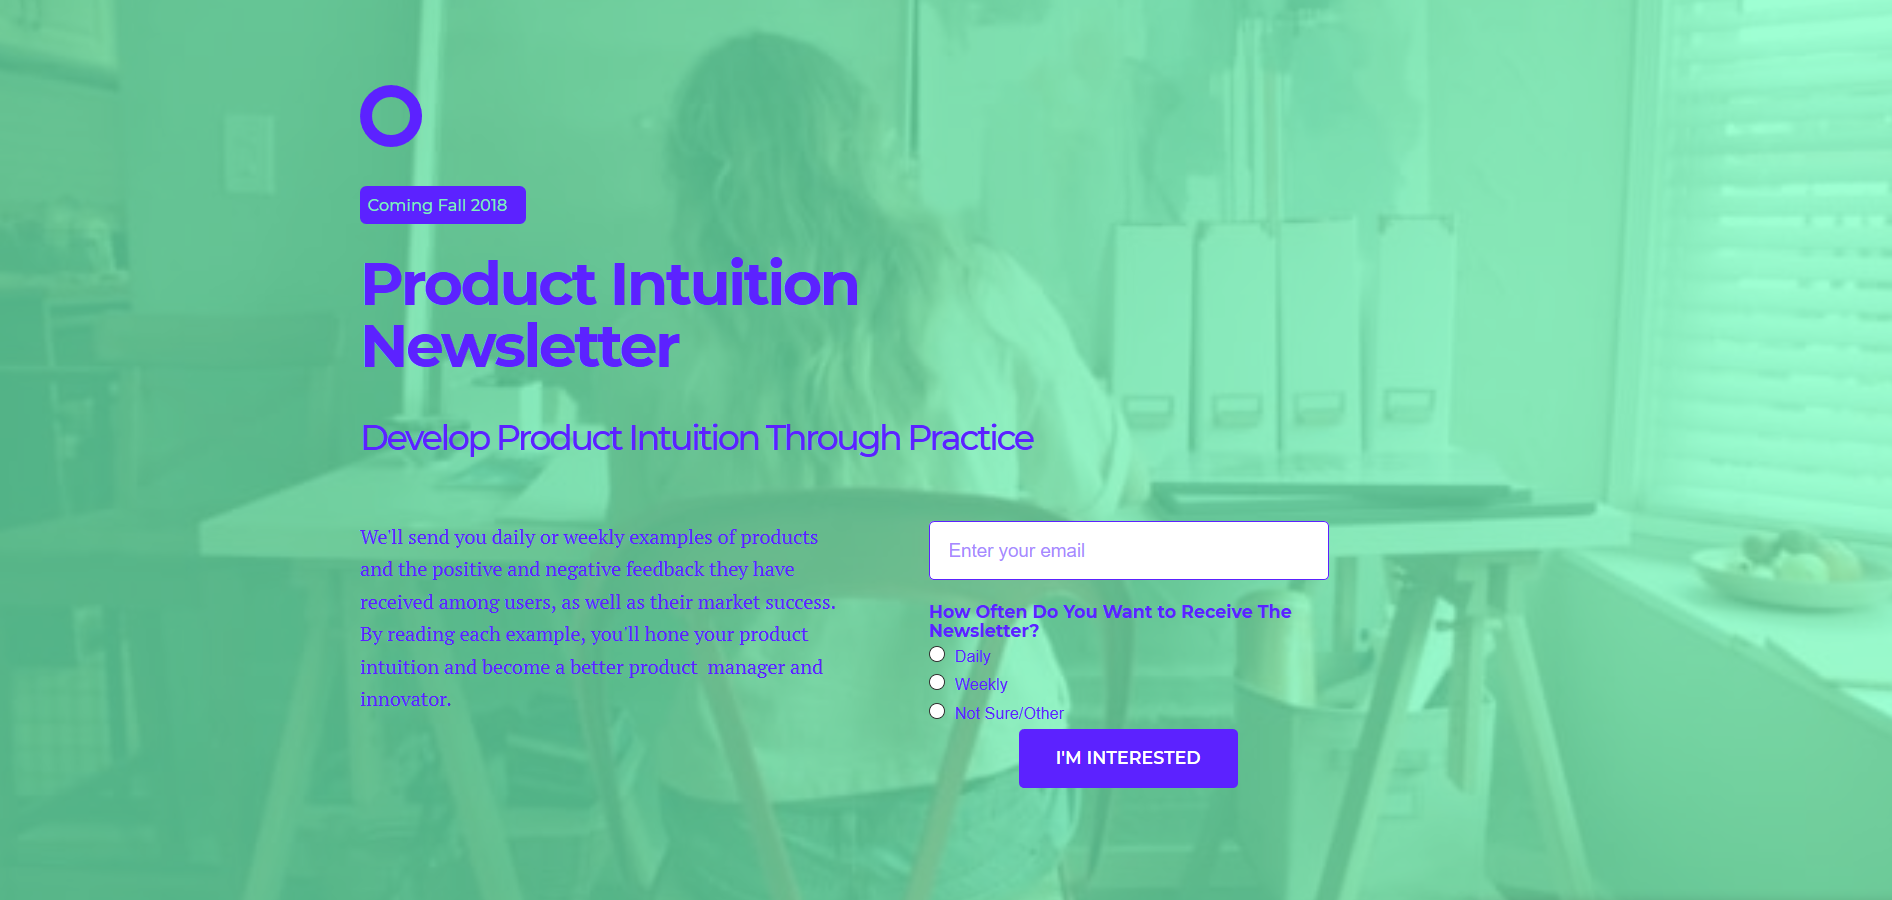 Coming Fall 2018
Product Intuition
Newsletter
Develop Product Intuition Through Practice
We'll send you daily or weekly examples of products
and the positive and negative feedback they have
received among users, as well as their market success.
By reading each example, you'll hone your product
intuition and become a better product  manager and
innovator.
Enter your email
How Often Do You Want to Receive The
Newsletter?
Daily
Weekly
Not Sure/Other
I'M INTERESTED